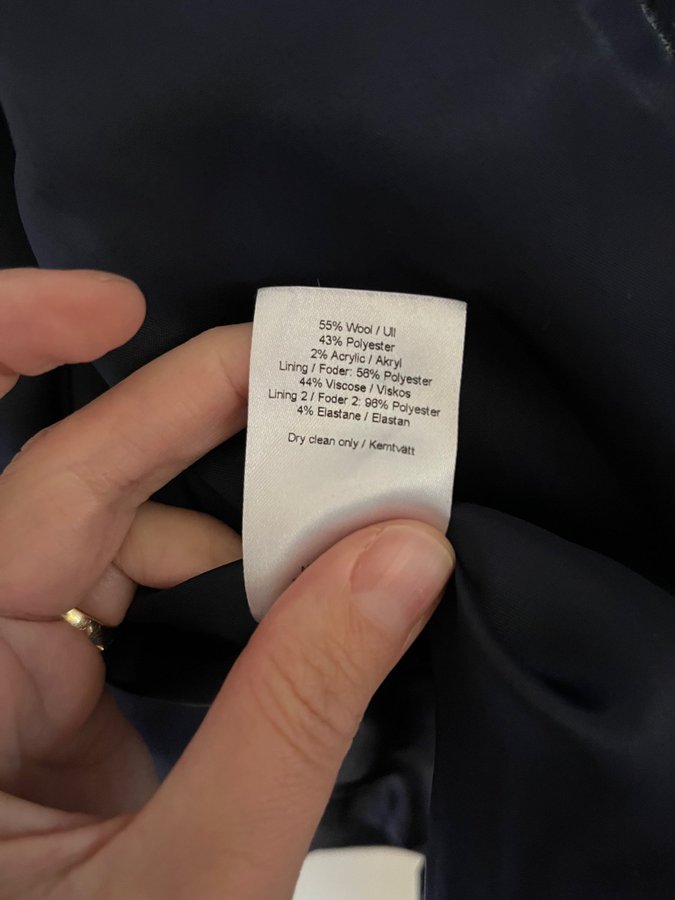 55% Wool / Ull
43% Polyester
2% Acrylic / Akryl
Lining / Foder: 56% Polyester
44% Viscose / Viskos
Lining 2 / Foder 2: 96% Polyester
4% Elastane / Elastan
Dry clean only / Kemtvätt